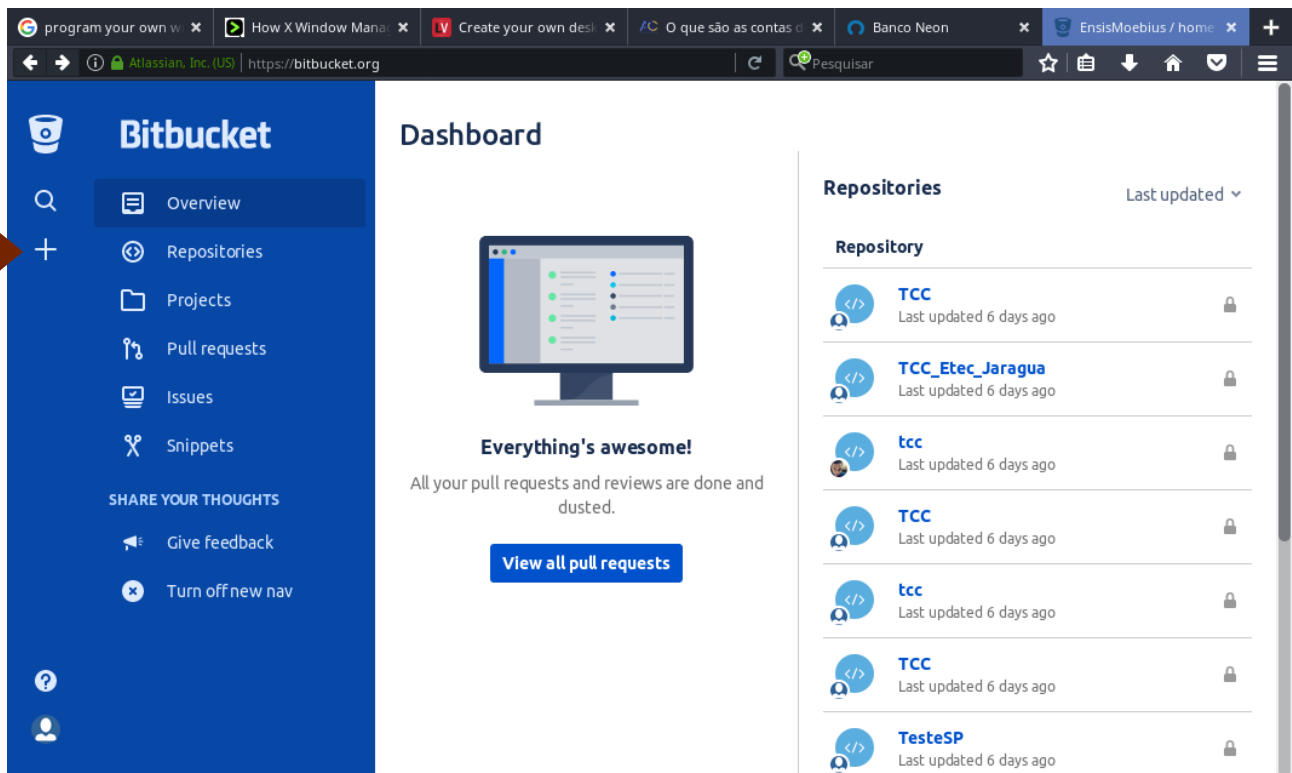 program your own w
How X Window Manag
Create your own desk
O que são as contas d
Banco Neon
EnsisMoebius / home
Atlassian, Inc. (US)
https://bitbucket.org
Pesquisar
Bitbucket
Overview
Repositories
Projects
Pull requests
Issues
Snippets
SHARE YOUR THOUGHTS
Give feedback
Turn off new nav
Dashboard
Everything's awesome!
All your pull requests and reviews are done and
dusted.
View all pull requests
Repositories
Last updated
Repository
TCC
Last updated 6 days ago
TCC_Etec_Jaragua
Last updated 6 days ago
tcc
Last updated 6 days ago
TCC
Last updated 6 days ago
tcc
Last updated 6 days ago
TCC
Last updated 6 days ago
TesteSP
Last updated 6 days ago